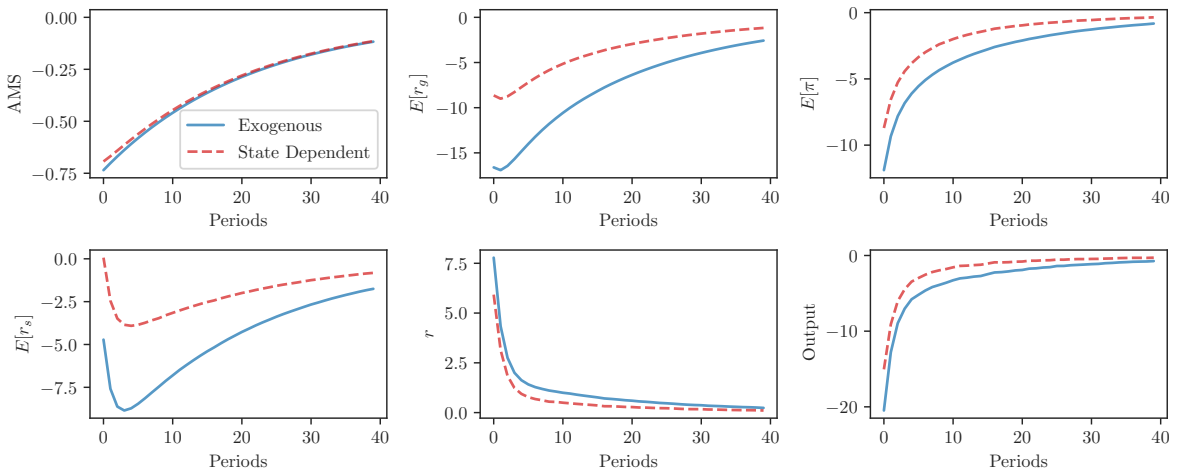 0.00
−0.25
−0.50
−0.75
AMS
0 10 20 30 40
Periods
Exogenous
State Dependent
0
−5
−10
−15
E[r_g]
0 10 20 30 40
Periods
0
−5
−10
E[π]
0 10 20 30 40
Periods
0.0
−2.5
−5.0
−7.5
E[r_s]
0 10 20 30 40
Periods
7.5
5.0
2.5
0.0
r
0 10 20 30 40
Periods
0
−10
−20
Output
0 10 20 30 40
Periods